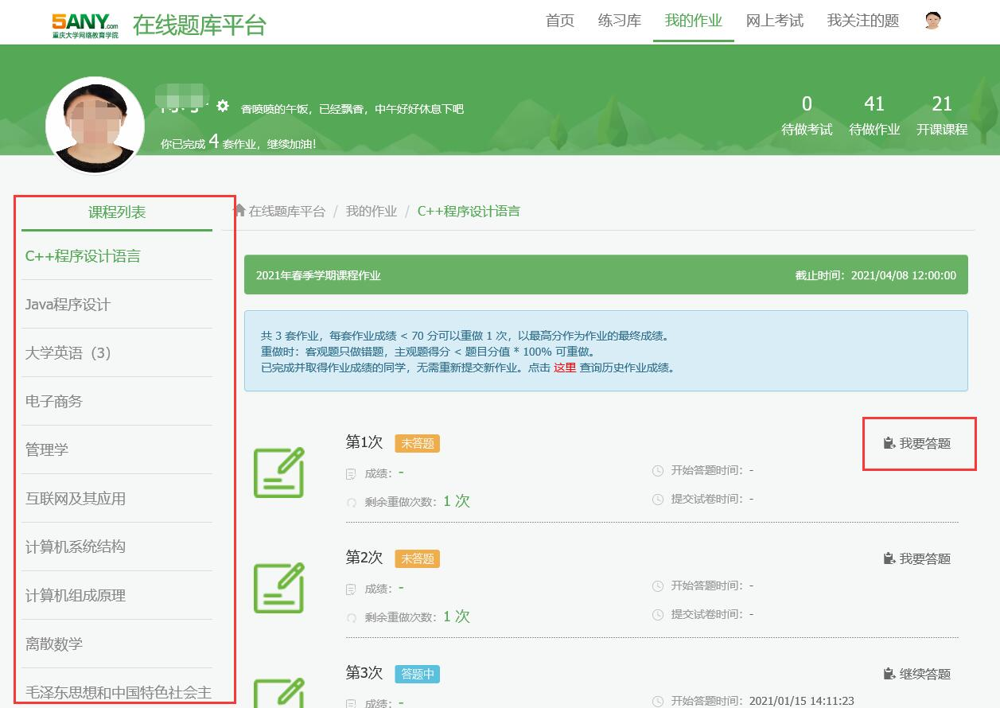 5ANY.com
重庆大学网络教育学院
在线题库平台
首页 练习库 我的作业 网上考试 我关注的题
香喷喷的午饭，已经飘香，中午好好休息下吧
你已完成 4 套作业，继续加油！
0 41 21
待做考试 待做作业 开课课程
课程列表
C++程序设计语言
Java程序设计
大学英语（3）
电子商务
管理学
互联网及其应用
计算机系统结构
计算机组成原理
离散数学
毛泽东思想和中国特色社会主
在线题库平台 / 我的作业 / C++程序设计语言
2021年春季学期课程作业 截止时间：2021/04/08 12:00:00
共 3 套作业，每套作业成绩 < 70 分可以重做 1 次，以最高分作为作业的最终成绩。
重做时：客观题只做错题，主观题得分 < 题目分值 * 100% 可重做。
已完成并取得作业成绩的同学，无需重新提交新作业。点击 这里 查询历史作业成绩。
第1次 未答题 我要答题
成绩：- 开始答题时间：-
剩余重做次数：1 次 提交试卷时间：-
第2次 未答题 我要答题
成绩：- 开始答题时间：-
剩余重做次数：1 次 提交试卷时间：-
第3次 答题中 继续答题
成绩：- 开始答题时间：2021/01/15 14:11:23